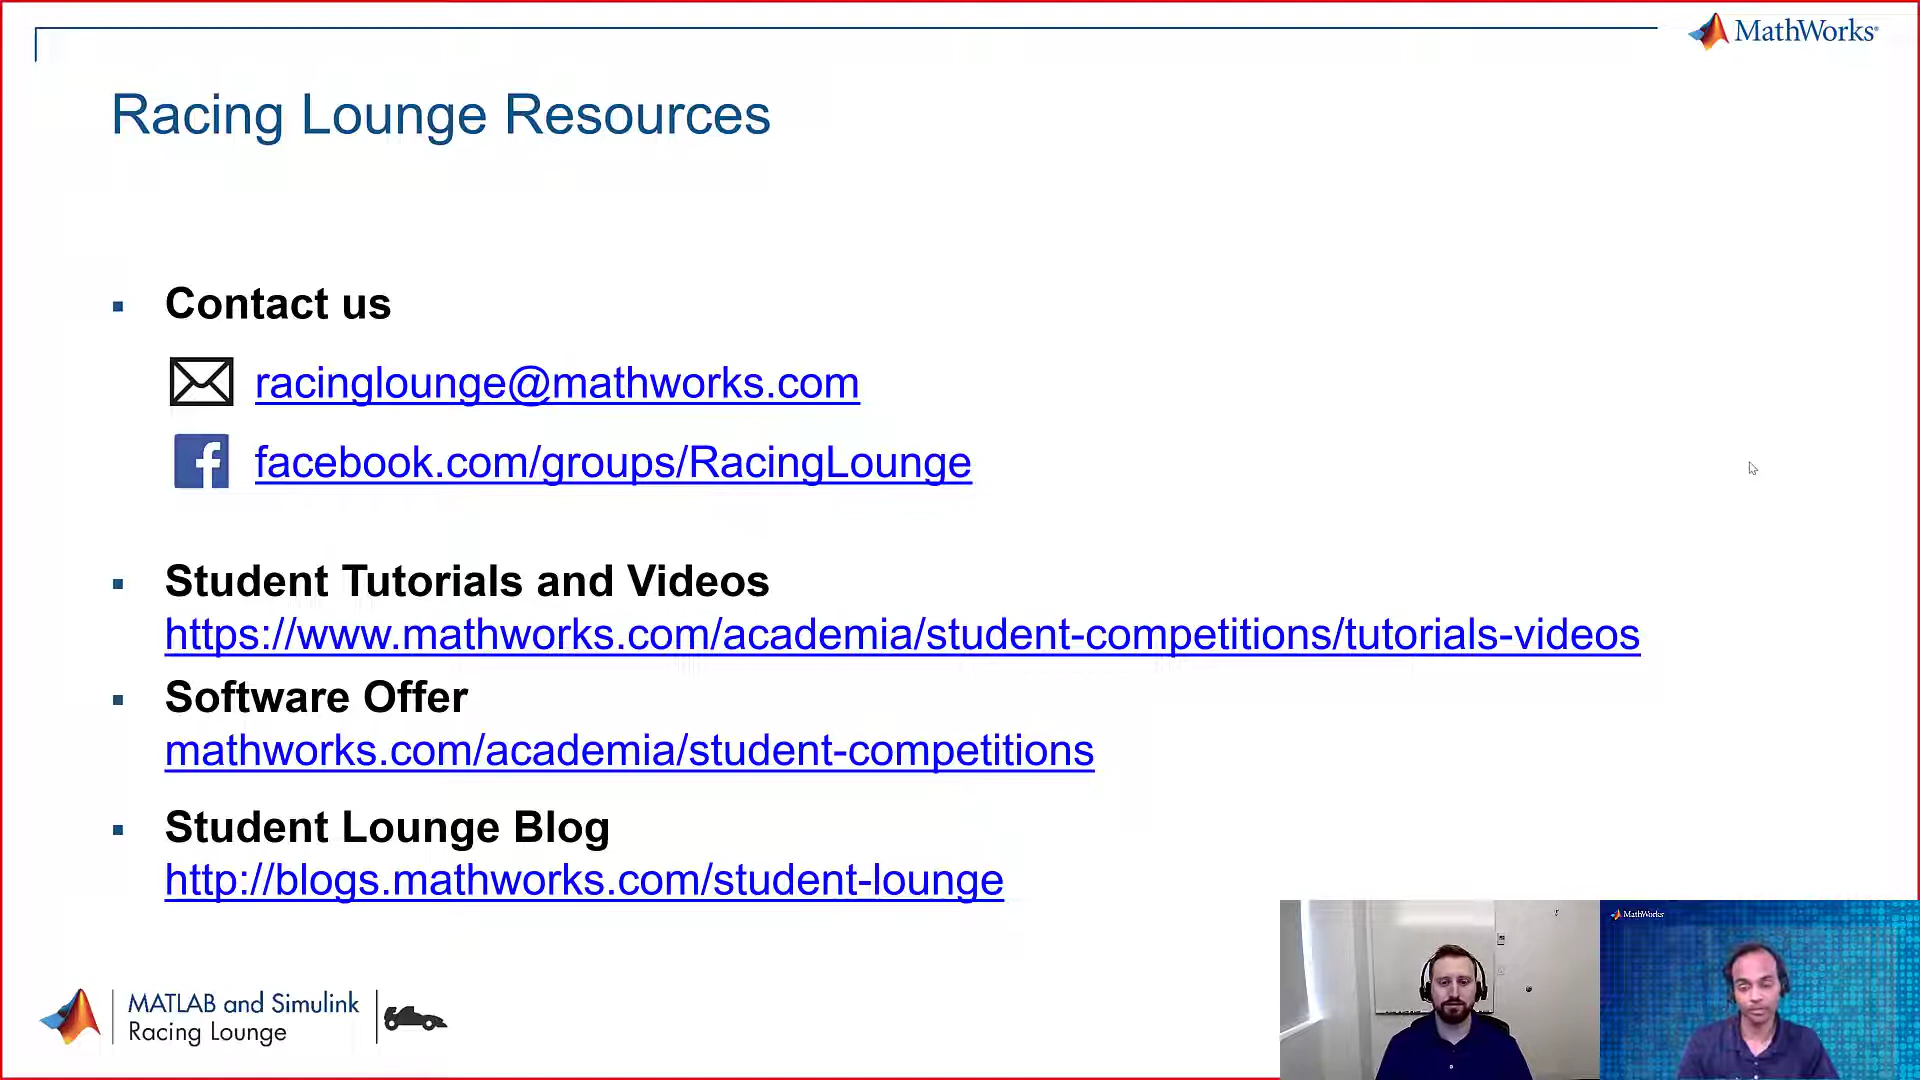 MathWorks®
Racing Lounge Resources
Contact us
racinglounge@mathworks.com
f facebook.com/groups/RacingLounge
Student Tutorials and Videos
https://www.mathworks.com/academia/student-competitions/tutorials-videos
Software Offer
mathworks.com/academia/student-competitions
Student Lounge Blog
http://blogs.mathworks.com/student-lounge
MathWorks
MATLAB and Simulink
Racing Lounge